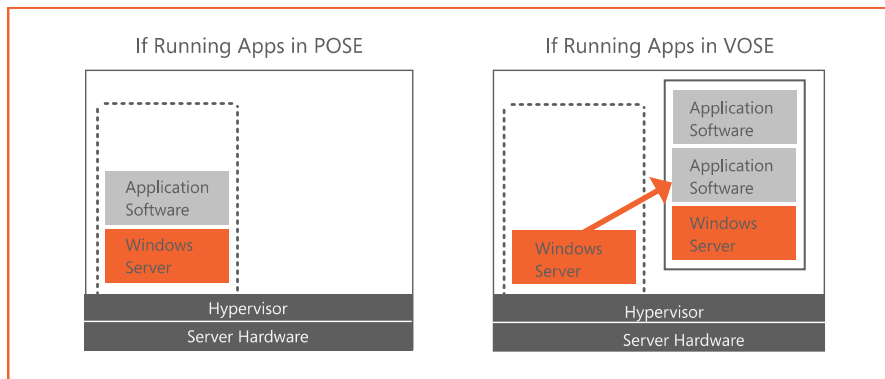 If Running Apps in POSE
Application
Software
Windows
Server
Hypervisor
Server Hardware
If Running Apps in VOSE
Windows
Server
Application
Software
Application
Software
Windows
Server
Hypervisor
Server Hardware